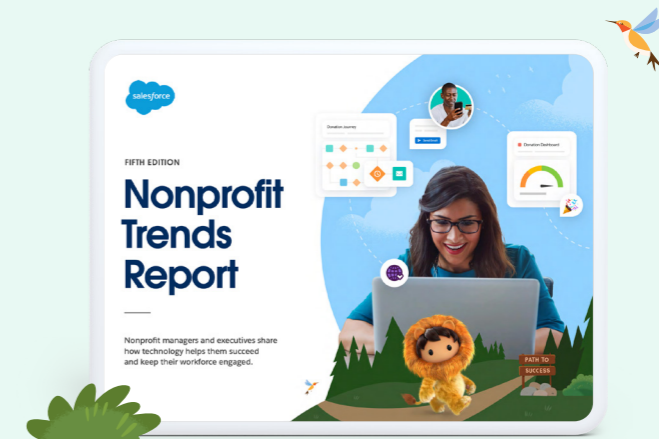 salesforce
FIFTH EDITION
Nonprofit
Trends
Report
Nonprofit managers and executives share
how technology helps them succeed
and keep their workforce engaged.
Donation Journey
Donation Dashboard
PATH TO
SUCCESS